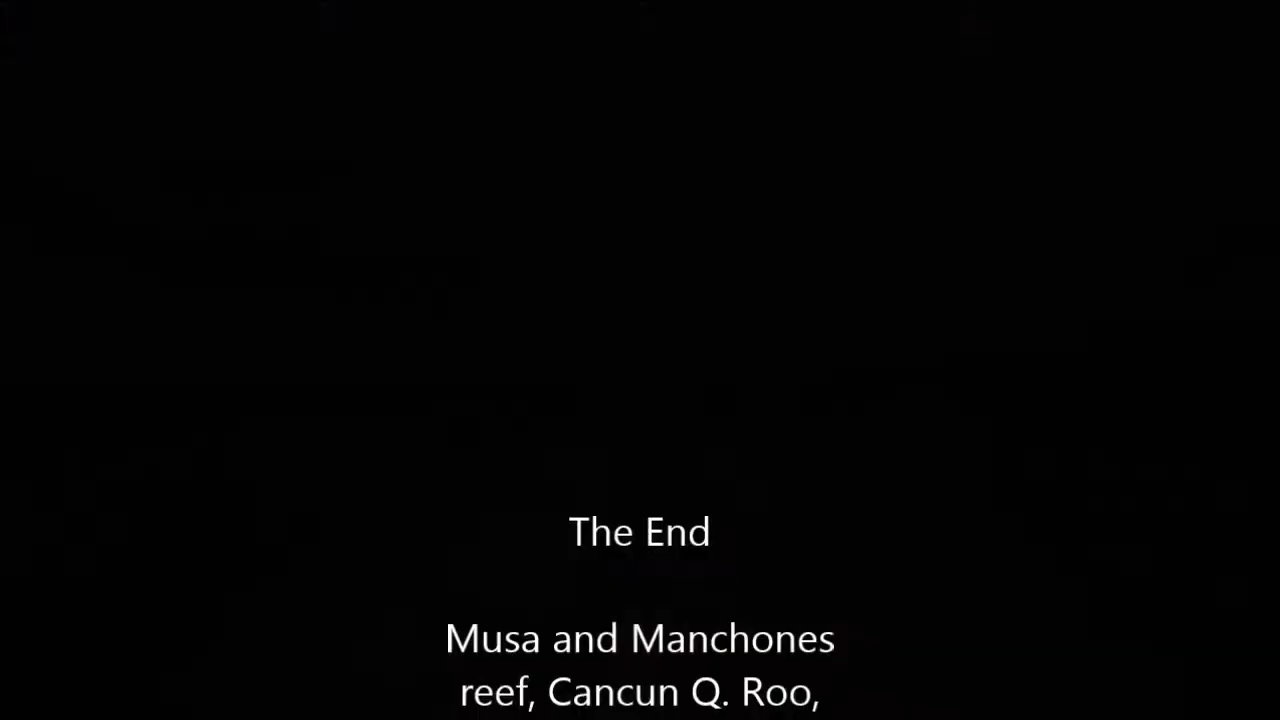 The End
Musa and Manchones
reef, Cancun Q. Roo,